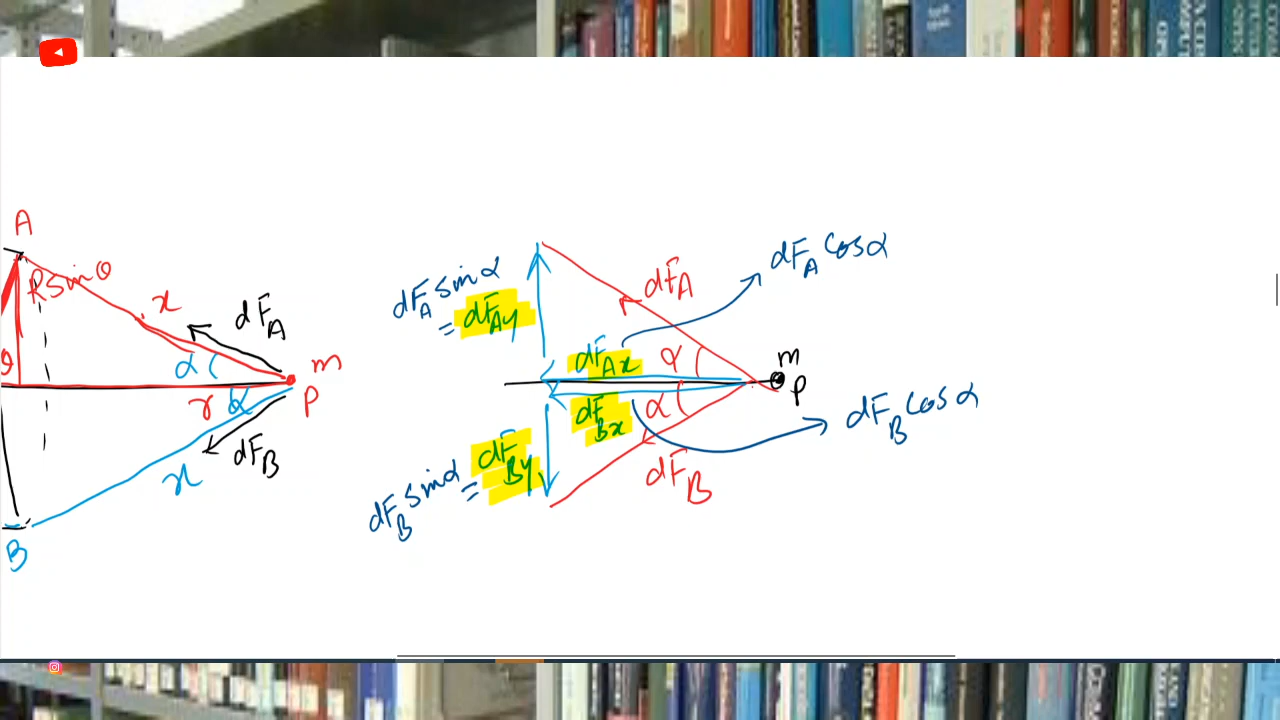 A
R sin θ
x
dF_A
α
m
θ
r
α
P
dF_B
x
B
dF_A sin α
= dF_Ay
dF_A
dF_A cos α
dF_Ax
α
m
P
dF_Bx
α
dF_B cos α
dF_B sin α
= dF_By
dF_B